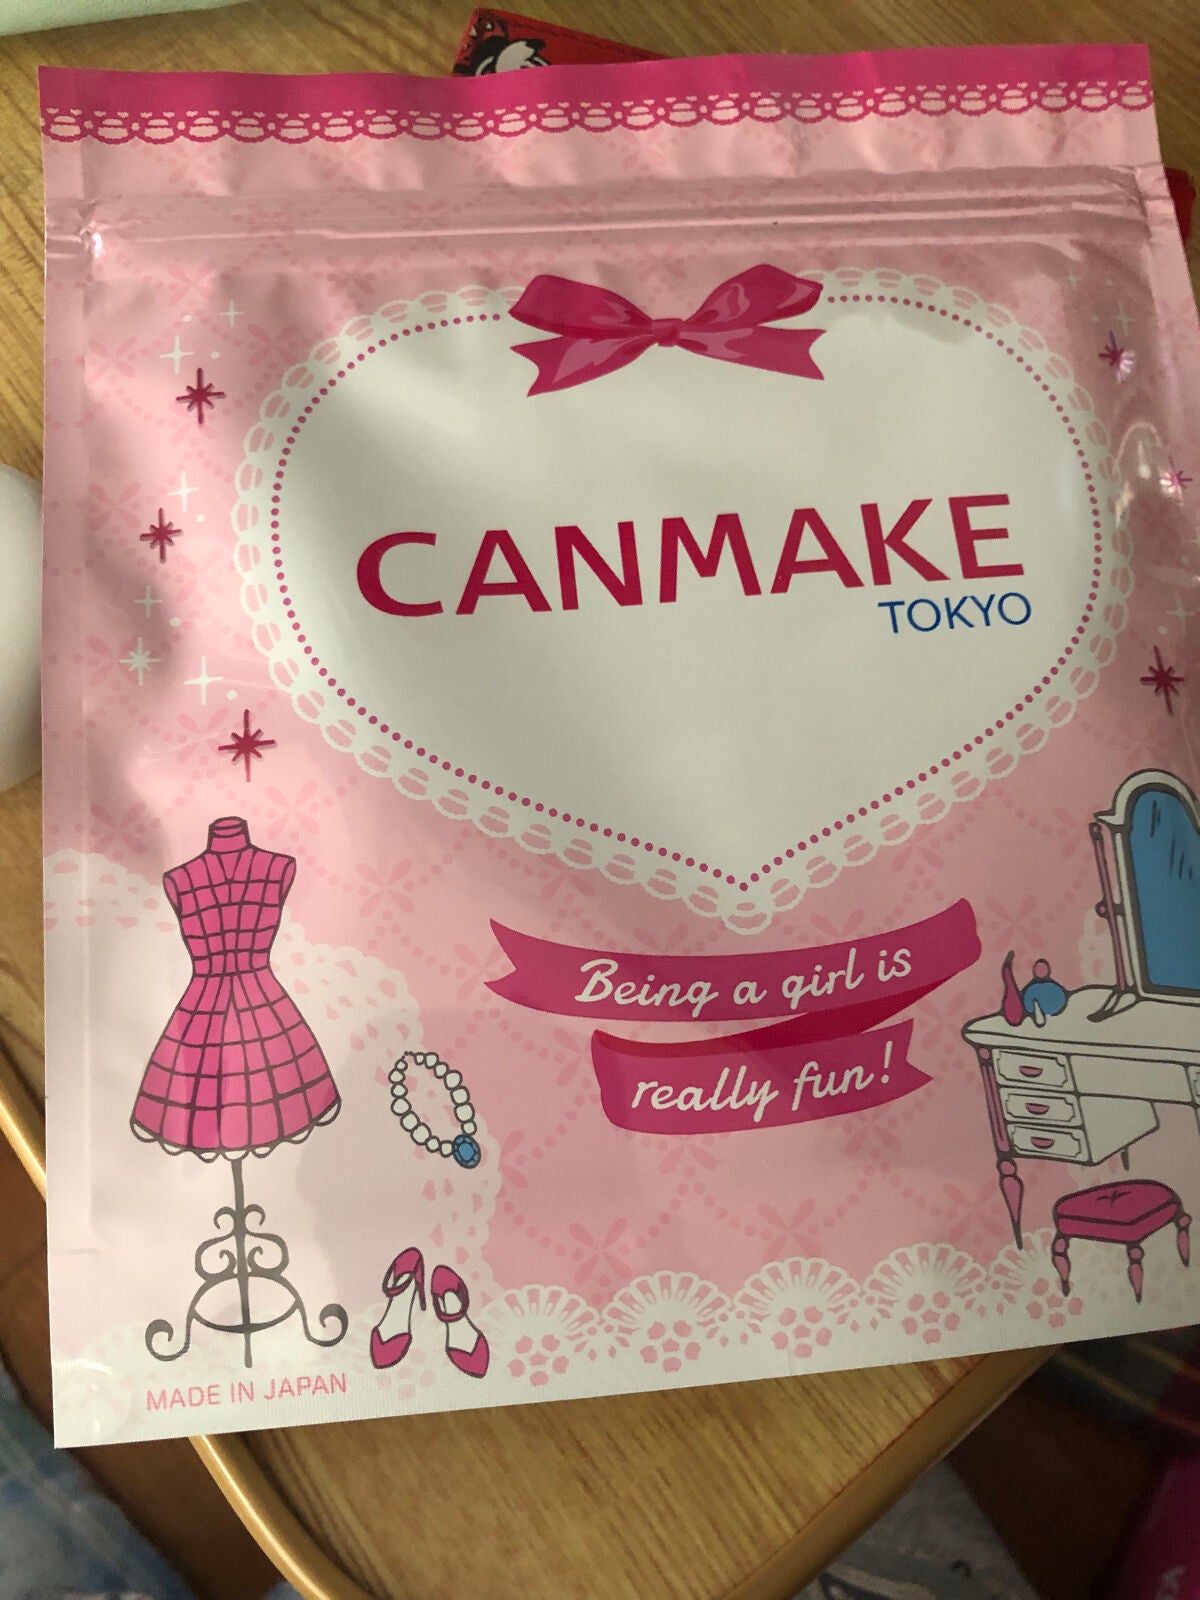 CANMAKE
TOKYO
Being a girl is
really fun!
MADE IN JAPAN